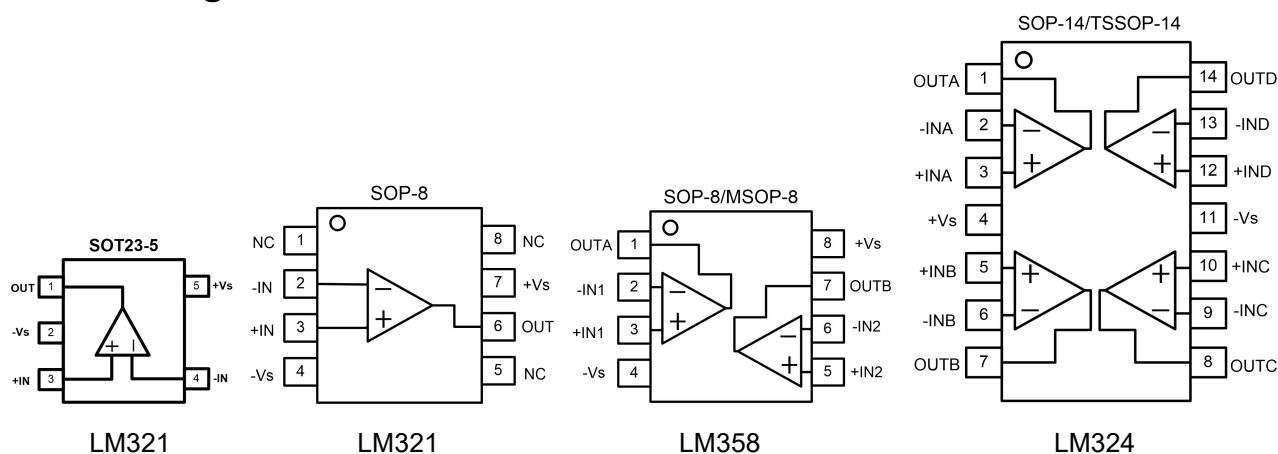 g
SOT23-5
OUT 1
5 +Vs
-Vs 2
+IN 3
4 -IN
+ −
LM321
SOP-8
NC 1
8 NC
-IN 2
7 +Vs
+IN 3
6 OUT
-Vs 4
5 NC
−
+
LM321
SOP-8/MSOP-8
OUTA 1
8 +Vs
-IN1 2
7 OUTB
+IN1 3
6 -IN2
-Vs 4
5 +IN2
− −
+ +
LM358
SOP-14/TSSOP-14
OUTA 1
14 OUTD
-INA 2
13 -IND
+INA 3
12 +IND
+Vs 4
11 -Vs
+INB 5
10 +INC
-INB 6
9 -INC
OUTB 7
8 OUTC
− −
+ +
+ +
− −
LM324